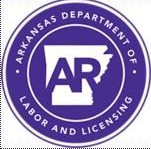 ARKANSAS DEPARTMENT OF
AR
LABOR AND LICENSING